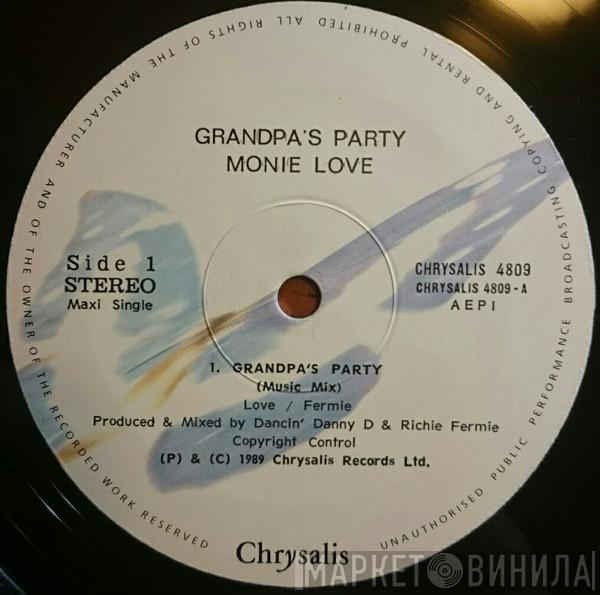 ALL RIGHTS OF THE MANUFACTURER AND OF THE OWNER OF THE RECORDED WORK RESERVED
UNAUTHORISED PUBLIC PERFORMANCE BROADCASTING COPYING AND RENTAL PROHIBITED
GRANDPA'S PARTY
MONIE LOVE
Side 1
STEREO
Maxi Single
CHRYSALIS 4809
CHRYSALIS 4809-A
AEPI
1. GRANDPA'S PARTY
(Music Mix)
Love / Fermie
Produced & Mixed by Dancin' Danny D & Richie Fermie
Copyright Control
(P) & (C) 1989 Chrysalis Records Ltd.
Chrysalis
МАРКЕТ ВИНИЛА